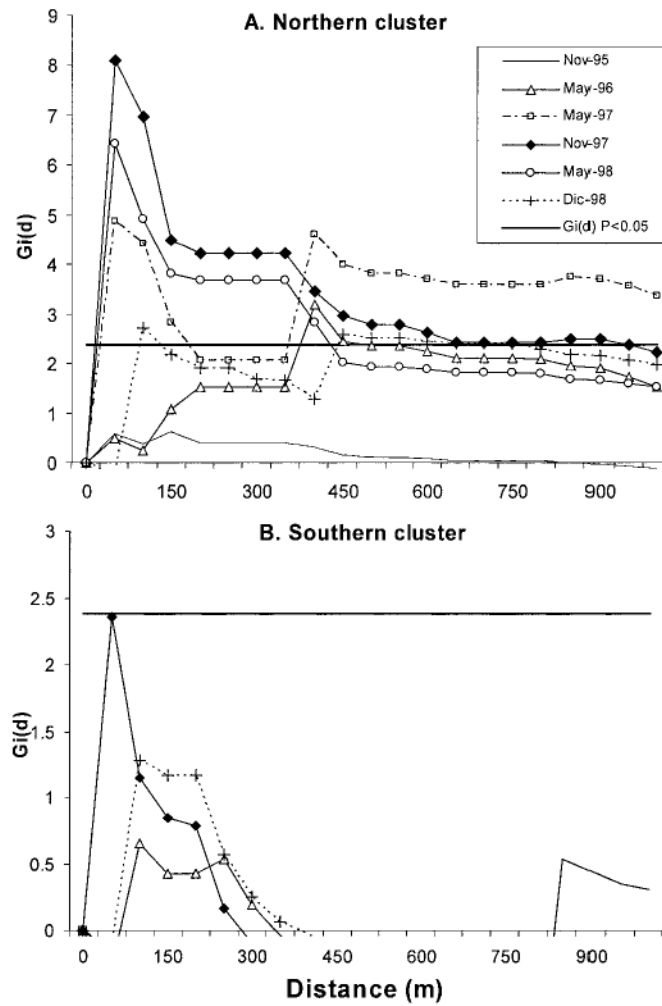 A. Northern cluster
9
8
7
6
5
4
3
2
1
0
Gi(d)
Nov-95
May-96
May-97
Nov-97
May-98
Dic-98
Gi(d) P<0.05
0 150 300 450 600 750 900
B. Southern cluster
3
2.5
2
1.5
1
0.5
0
Gi(d)
0 150 300 450 600 750 900
Distance (m)